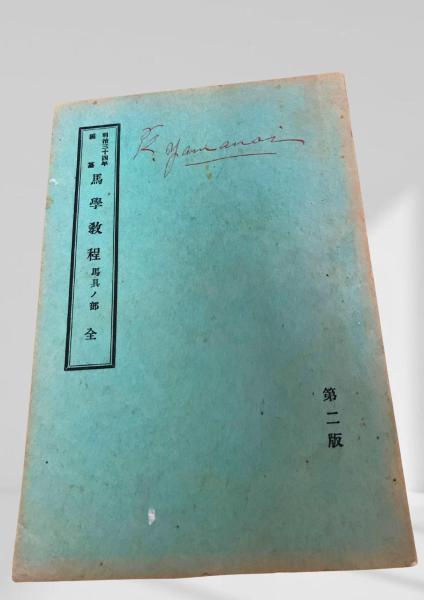 K. Yamanoi
明治三十四年
編纂
馬學教程
馬具ノ部
全
第二版